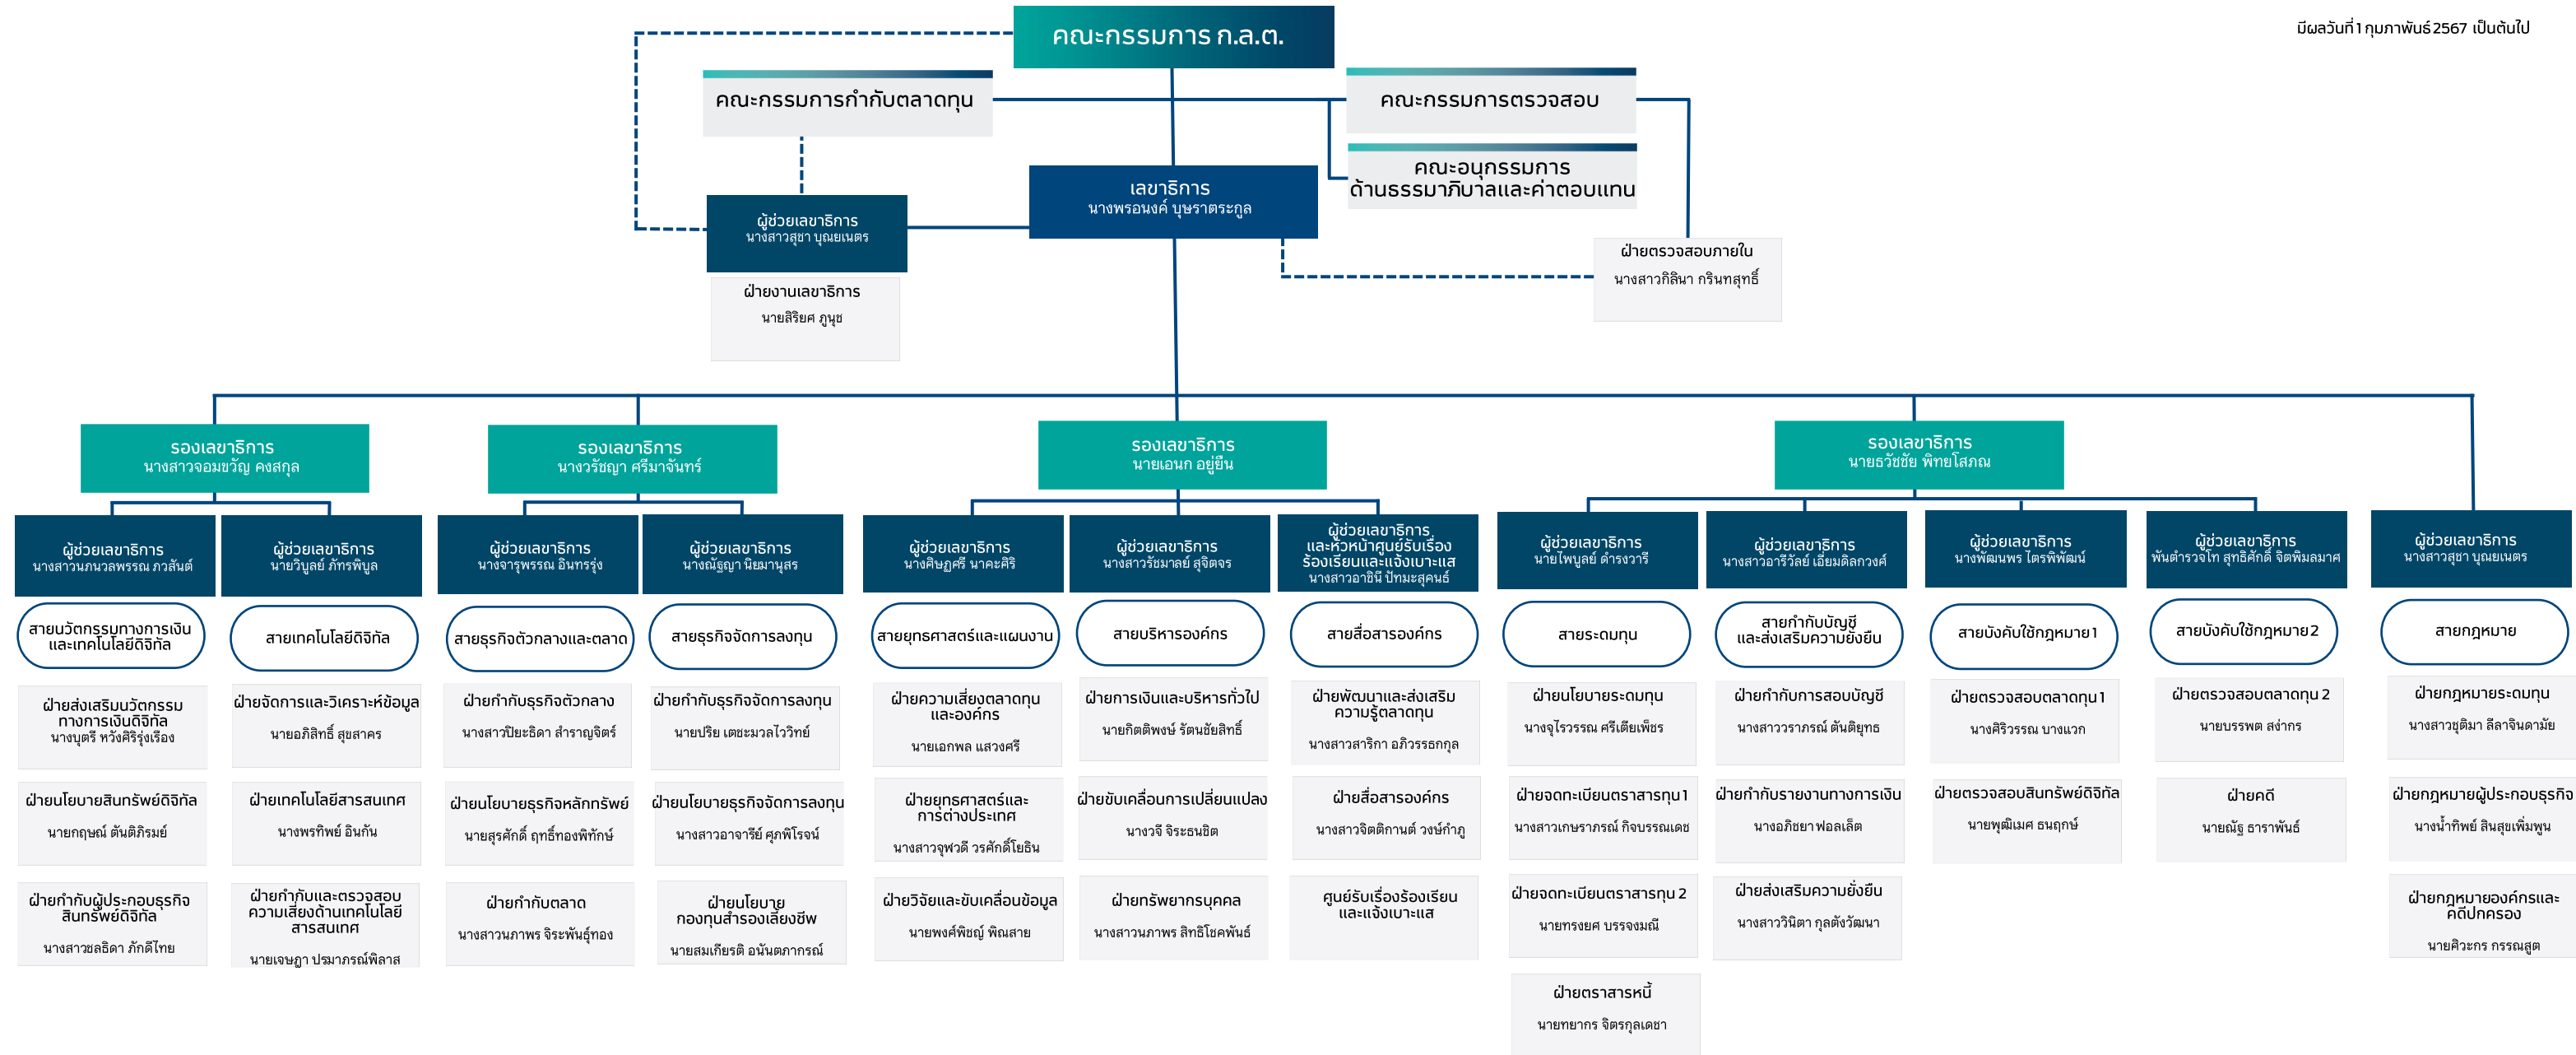 มีผลวันที่ 1 กุมภาพันธ์ 2567 เป็นต้นไป
คณะกรรมการ ก.ล.ต.
คณะกรรมการกำกับตลาดทุน
คณะกรรมการตรวจสอบ
คณะอนุกรรมการ
ด้านธรรมาภิบาลและค่าตอบแทน
เลขาธิการ
นางพรอนงค์ บุษราตระกูล
ผู้ช่วยเลขาธิการ
นางสาวสุชา บุณยเนตร
ฝ่ายงานเลขาธิการ
นายสิริยศ ภูนุช
ฝ่ายตรวจสอบภายใน
นางสาวกิลินา กรินทสุทธิ์
รองเลขาธิการ
นางสาวจอมขวัญ คงสกุล
ผู้ช่วยเลขาธิการ
นางสาวนภนวลพรรณ ภวสันต์
สายนวัตกรรมทางการเงิน
และเทคโนโลยีดิจิทัล
ฝ่ายส่งเสริมนวัตกรรม
ทางการเงินดิจิทัล
นางบุตรี หวังศิริรุ่งเรือง
ฝ่ายนโยบายสินทรัพย์ดิจิทัล
นายกฤษณ์ ตันติภิรมย์
ฝ่ายกำกับผู้ประกอบธุรกิจ
สินทรัพย์ดิจิทัล
นางสาวชลธิดา ภักดีไทย
ผู้ช่วยเลขาธิการ
นายวิบูลย์ ภัทรพิบูล
สายเทคโนโลยีดิจิทัล
ฝ่ายจัดการและวิเคราะห์ข้อมูล
นายอภิสิทธิ์ สุขสาคร
ฝ่ายเทคโนโลยีสารสนเทศ
นางพรทิพย์ อินกัน
ฝ่ายกำกับและตรวจสอบ
ความเสี่ยงด้านเทคโนโลยี
สารสนเทศ
นายเจษฎา ปรมาภรณ์พิลาส
รองเลขาธิการ
นางวรัชญา ศรีมาจันทร์
ผู้ช่วยเลขาธิการ
นางจารุพรรณ อินทรรุ่ง
สายธุรกิจตัวกลางและตลาด
ฝ่ายกำกับธุรกิจตัวกลาง
นางสาวปิยะธิดา สำราญจิตร์
ฝ่ายนโยบายธุรกิจหลักทรัพย์
นายสุรศักดิ์ ฤทธิ์ทองพิทักษ์
ฝ่ายกำกับตลาด
นางสาวนภาพร จิระพันธุ์ทอง
ผู้ช่วยเลขาธิการ
นางณัฐญา นิยมานุสร
สายธุรกิจจัดการลงทุน
ฝ่ายกำกับธุรกิจจัดการลงทุน
นายปริย เตชะมวลไววิทย์
ฝ่ายนโยบายธุรกิจจัดการลงทุน
นางสาวอาจารีย์ ศุภพิโรจน์
ฝ่ายนโยบาย
กองทุนสำรองเลี้ยงชีพ
นายสมเกียรติ อนันตภากรณ์
รองเลขาธิการ
นายเอนก อยู่ยืน
ผู้ช่วยเลขาธิการ
นางศิษฏศรี นาคะศิริ
สายยุทธศาสตร์และแผนงาน
ฝ่ายความเสี่ยงตลาดทุน
และองค์กร
นายเอกพล แสวงศรี
ฝ่ายยุทธศาสตร์และ
การต่างประเทศ
นางสาวจุฬวดี วรศักดิ์โยธิน
ฝ่ายวิจัยและขับเคลื่อนข้อมูล
นายพงศ์พิชญ์ พิณสาย
ผู้ช่วยเลขาธิการ
นางสาวรัชมาลย์ สุจิตจร
สายบริหารองค์กร
ฝ่ายการเงินและบริหารทั่วไป
นายกิตติพงษ์ รัตนชัยสิทธิ์
ฝ่ายขับเคลื่อนการเปลี่ยนแปลง
นางวจี จิระธนชิต
ฝ่ายทรัพยากรบุคคล
นางสาวนภาพร สิทธิโชคพันธ์
ผู้ช่วยเลขาธิการ
และหัวหน้าศูนย์รับเรื่อง
ร้องเรียนและแจ้งเบาะแส
นางสาวอาชินี ปัทมะสุคนธ์
สายสื่อสารองค์กร
ฝ่ายพัฒนาและส่งเสริม
ความรู้ตลาดทุน
นางสาวสาริกา อภิวรรธกกุล
ฝ่ายสื่อสารองค์กร
นางสาวจิตติกานต์ วงษ์กำภู
ศูนย์รับเรื่องร้องเรียน
และแจ้งเบาะแส
รองเลขาธิการ
นายธวัชชัย พิทยโสภณ
ผู้ช่วยเลขาธิการ
นายไพบูลย์ ดำรงวารี
สายระดมทุน
ฝ่ายนโยบายระดมทุน
นางจุไรวรรณ ศรีเตียเพ็ชร
ฝ่ายจดทะเบียนตราสารทุน 1
นางสาวเกษราภรณ์ กิจบรรณเดช
ฝ่ายจดทะเบียนตราสารทุน 2
นายทรงยศ บรรจงมณี
ฝ่ายตราสารหนี้
นายทยากร จิตรกุลเดชา
ผู้ช่วยเลขาธิการ
นางสาวอารีวัลย์ เอี่ยมดิลกวงศ์
สายกำกับบัญชี
และส่งเสริมความยั่งยืน
ฝ่ายกำกับการสอบบัญชี
นางสาววราภรณ์ ตันติยุทธ
ฝ่ายกำกับรายงานทางการเงิน
นางอภิชยา ฟอลเล็ต
ฝ่ายส่งเสริมความยั่งยืน
นางสาววินิตา กุลตังวัฒนา
ผู้ช่วยเลขาธิการ
นางพัฒนพร ไตรพิพัฒน์
สายบังคับใช้กฎหมาย 1
ฝ่ายตรวจสอบตลาดทุน 1
นางศิริวรรณ บางแวก
ฝ่ายตรวจสอบสินทรัพย์ดิจิทัล
นายพุฒิเมศ ธนฤกษ์
ผู้ช่วยเลขาธิการ
พันตำรวจโท สุทธิศักดิ์ จิตพิมลมาศ
สายบังคับใช้กฎหมาย 2
ฝ่ายตรวจสอบตลาดทุน 2
นายบรรพต สง่ากร
ฝ่ายคดี
นายณัฐ ธาราพันธ์
ผู้ช่วยเลขาธิการ
นางสาวสุชา บุณยเนตร
สายกฎหมาย
ฝ่ายกฎหมายระดมทุน
นางสาวชุติมา ลีลาจินดามัย
ฝ่ายกฎหมายผู้ประกอบธุรกิจ
นางน้ำทิพย์ สินสุขเพิ่มพูน
ฝ่ายกฎหมายองค์กรและ
คดีปกครอง
นายศิวะกร กรรณสูต